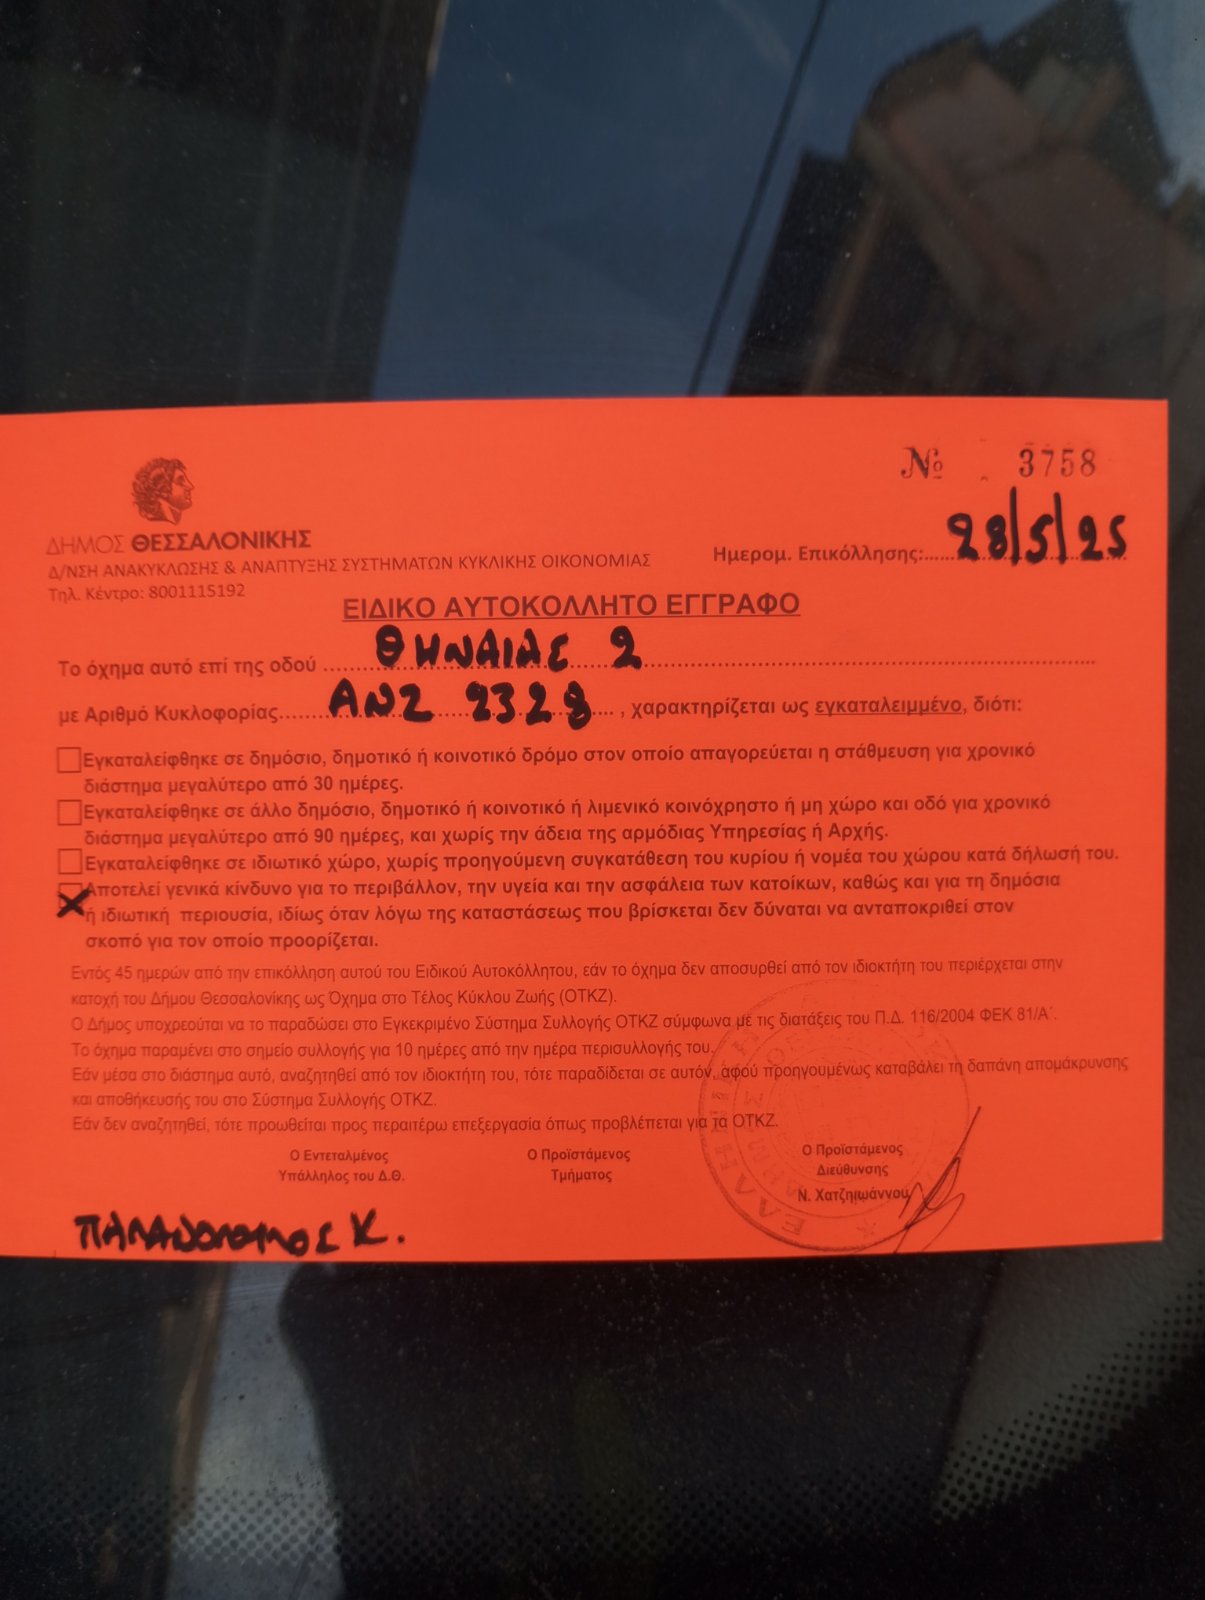 Nº 3758
ΔΗΜΟΣ ΘΕΣΣΑΛΟΝΙΚΗΣ
Δ/ΝΣΗ ΑΝΑΚΥΚΛΩΣΗΣ & ΑΝΑΠΤΥΞΗΣ ΣΥΣΤΗΜΑΤΩΝ ΚΥΚΛΙΚΗΣ ΟΙΚΟΝΟΜΙΑΣ
Ημερομ. Επικόλλησης:...... 28/5/25
Τηλ. Κέντρο: 8001115192
ΕΙΔΙΚΟ ΑΥΤΟΚΟΛΛΗΤΟ ΕΓΓΡΑΦΟ
Το όχημα αυτό επί της οδού ........ΘΗΝΑΙΑΣ 2........
με Αριθμό Κυκλοφορίας........ΑΝΖ 2328...., χαρακτηρίζεται ως εγκαταλειμμένο, διότι:
Εγκαταλείφθηκε σε δημόσιο, δημοτικό ή κοινοτικό δρόμο στον οποίο απαγορεύεται η στάθμευση για χρονικό
διάστημα μεγαλύτερο από 30 ημέρες.
Εγκαταλείφθηκε σε άλλο δημόσιο, δημοτικό ή κοινοτικό ή λιμενικό κοινόχρηστο ή μη χώρο και οδό για χρονικό
διάστημα μεγαλύτερο από 90 ημέρες, και χωρίς την άδεια της αρμόδιας Υπηρεσίας ή Αρχής.
Εγκαταλείφθηκε σε ιδιωτικό χώρο, χωρίς προηγούμενη συγκατάθεση του κυρίου ή νομέα του χώρου κατά δήλωσή του.
Αποτελεί γενικά κίνδυνο για το περιβάλλον, την υγεία και την ασφάλεια των κατοίκων, καθώς και για τη δημόσια
ή ιδιωτική περιουσία, ιδίως όταν λόγω της καταστάσεως που βρίσκεται δεν δύναται να ανταποκριθεί στον
σκοπό για τον οποίο προορίζεται.
Εντός 45 ημερών από την επικόλληση αυτού του Ειδικού Αυτοκόλλητου, εάν το όχημα δεν αποσυρθεί από τον ιδιοκτήτη του περιέρχεται στην
κατοχή του Δήμου Θεσσαλονίκης ως Όχημα στο Τέλος Κύκλου Ζωής (ΟΤΚΖ).
Ο Δήμος υποχρεούται να το παραδώσει στο Εγκεκριμένο Σύστημα Συλλογής ΟΤΚΖ σύμφωνα με τις διατάξεις του Π.Δ. 116/2004 ΦΕΚ 81/Α΄.
Το όχημα παραμένει στο σημείο συλλογής για 10 ημέρες από την ημέρα περισυλλογής του.
Εάν μέσα στο διάστημα αυτό, αναζητηθεί από τον ιδιοκτήτη του, τότε παραδίδεται σε αυτόν, αφού προηγουμένως καταβάλει τη δαπάνη απομάκρυνσης
και αποθήκευσής του στο Σύστημα Συλλογής ΟΤΚΖ.
Εάν δεν αναζητηθεί, τότε προωθείται προς περαιτέρω επεξεργασία όπως προβλέπεται για τα ΟΤΚΖ.
Ο Εντεταλμένος
Υπάλληλος του Δ.Θ.
Ο Προϊστάμενος
Τμήματος
Ο Προϊστάμενος
Διεύθυνσης
Ν. Χατζηιωάννου
Κ.